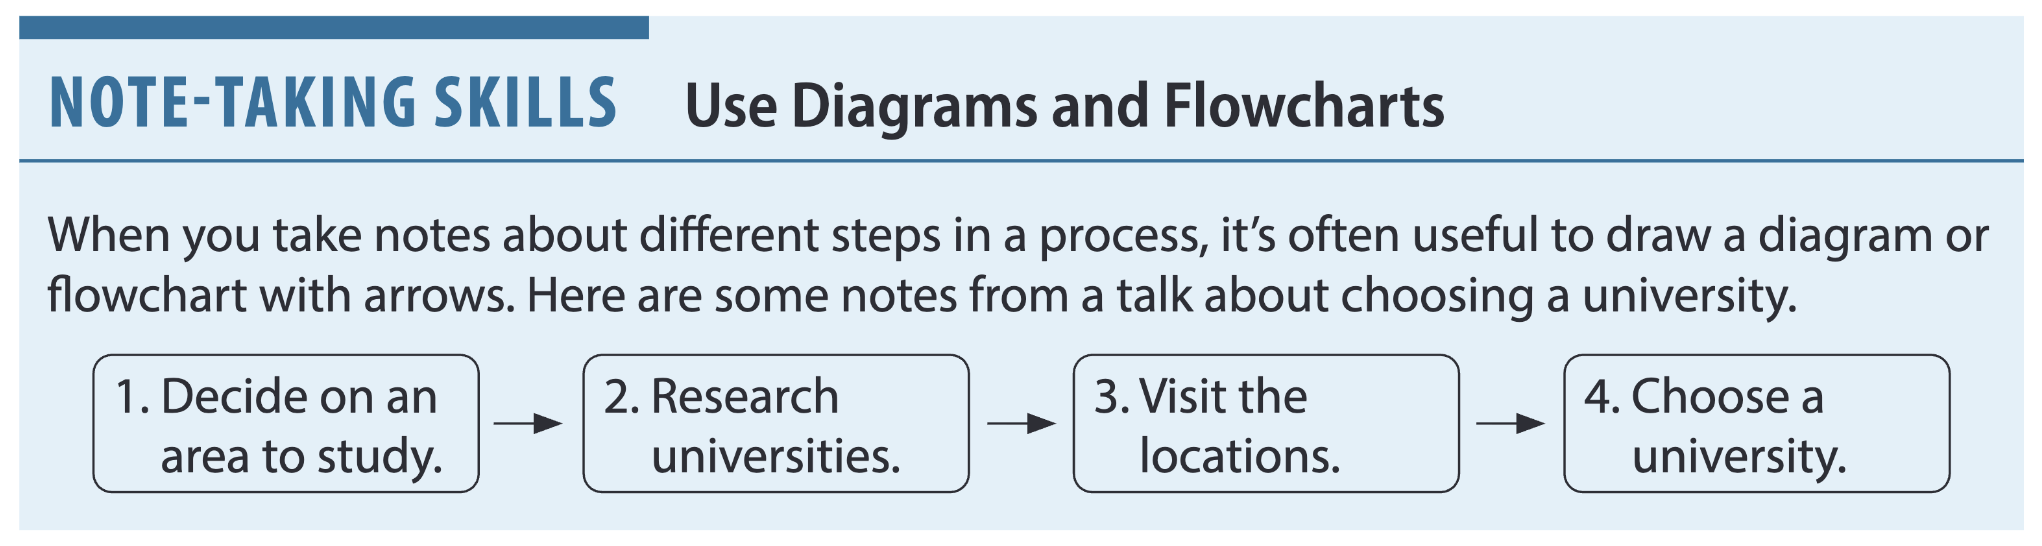 NOTE-TAKING SKILLS Use Diagrams and Flowcharts
When you take notes about different steps in a process, it's often useful to draw a diagram or
flowchart with arrows. Here are some notes from a talk about choosing a university.
1. Decide on an
area to study.
2. Research
universities.
3. Visit the
locations.
4. Choose a
university.